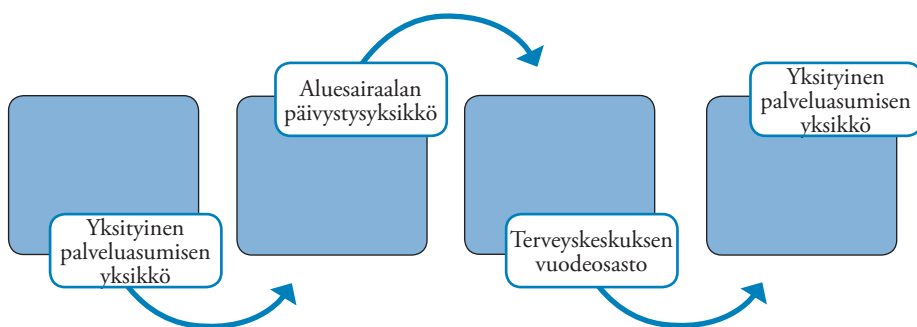 Yksityinen
palveluasumisen
yksikkö
Aluesairaalan
päivystysyksikkö
Terveyskeskuksen
vuodeosasto
Yksityinen
palveluasumisen
yksikkö